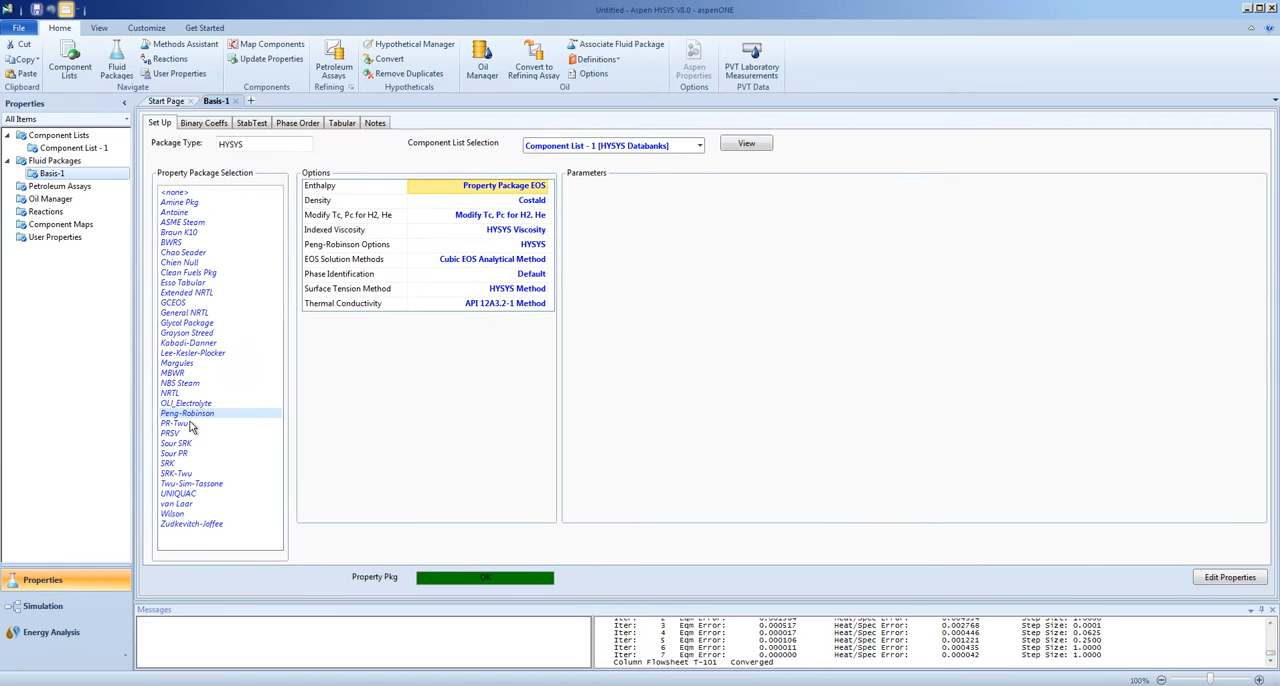 Untitled - Aspen HYSYS V8.0 - aspenONE
File Home View Customize Get Started
Cut
Copy
Paste
Clipboard
Component Lists
Fluid Packages
Methods Assistant
Reactions
User Properties
Navigate
Map Components
Update Properties
Components
Petroleum Assays
Refining
Hypothetical Manager
Convert
Remove Duplicates
Hypotheticals
Oil Manager
Convert to Refining Assay
Associate Fluid Package
Definitions
Options
Oil
Aspen Properties
Options
PVT Laboratory Measurements
PVT Data
Properties
All Items
Component Lists
Component List - 1
Fluid Packages
Basis-1
Petroleum Assays
Oil Manager
Reactions
Component Maps
User Properties
Properties
Simulation
Energy Analysis
Start Page Basis-1
Set Up Binary Coeffs StabTest Phase Order Tabular Notes
Package Type: HYSYS Component List Selection Component List - 1 [HYSYS Databanks] View
Property Package Selection
<none>
Amine Pkg
Antoine
ASME Steam
Braun K10
BWRS
Chao Seader
Chien Null
Clean Fuels Pkg
Esso Tabular
Extended NRTL
GCEOS
General NRTL
Glycol Package
Grayson Streed
Kabadi-Danner
Lee-Kesler-Plocker
Margules
MBWR
NBS Steam
NRTL
OLI_Electrolyte
Peng-Robinson
PR-Twu
PRSV
Sour SRK
Sour PR
SRK
SRK-Twu
Twu-Sim-Tassone
UNIQUAC
van Laar
Wilson
Zudkevitch-Joffee
Options
Enthalpy Property Package EOS
Density Costald
Modify Tc, Pc for H2, He Modify Tc, Pc for H2, He
Indexed Viscosity HYSYS Viscosity
Peng-Robinson Options HYSYS
EOS Solution Methods Cubic EOS Analytical Method
Phase Identification Default
Surface Tension Method HYSYS Method
Thermal Conductivity API 12A3.2-1 Method
Parameters
Property Pkg OK Edit Properties
Messages
Iter: 3 Eqm Error: 0.000517 Heat/Spec Error: 0.002768 Step Size: 0.0001
Iter: 4 Eqm Error: 0.000017 Heat/Spec Error: 0.000446 Step Size: 0.0625
Iter: 5 Eqm Error: 0.000106 Heat/Spec Error: 0.001221 Step Size: 0.2500
Iter: 6 Eqm Error: 0.000011 Heat/Spec Error: 0.000147 Step Size: 1.0000
Iter: 7 Eqm Error: 0.000000 Heat/Spec Error: 0.000042 Step Size: 1.0000
Column Flowsheet T-101 Converged
100%